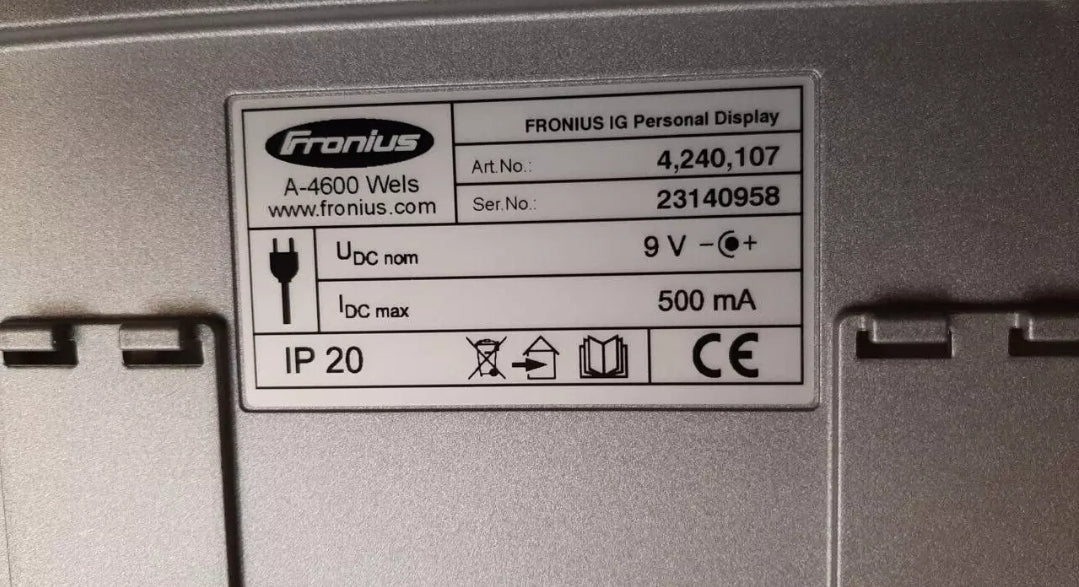 Fronius
A-4600 Wels
www.fronius.com
FRONIUS IG Personal Display
Art.No.: 4,240,107
Ser.No.: 23140958
UDC nom 9 V - +
IDC max 500 mA
IP 20 CE